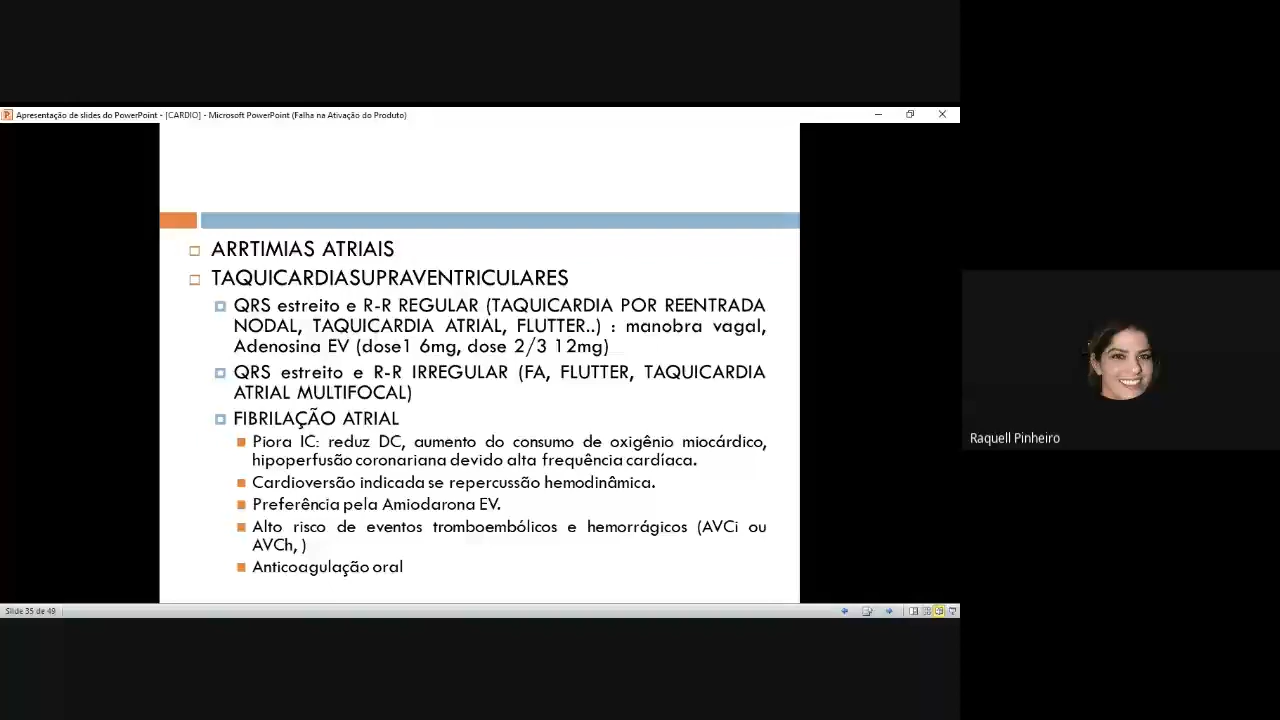 Apresentação de slides do PowerPoint - [CARDIO] - Microsoft PowerPoint (Falha na Ativação do Produto)
ARRTIMIAS ATRIAIS
TAQUICARDIASUPRAVENTRICULARES
QRS estreito e R-R REGULAR (TAQUICARDIA POR REENTRADA
NODAL, TAQUICARDIA ATRIAL, FLUTTER..) : manobra vagal,
Adenosina EV (dose1 6mg, dose 2/3 12mg)
QRS estreito e R-R IRREGULAR (FA, FLUTTER, TAQUICARDIA
ATRIAL MULTIFOCAL)
FIBRILAÇÃO ATRIAL
Piora IC: reduz DC, aumento do consumo de oxigênio miocárdico,
hipoperfusão coronariana devido alta frequência cardíaca.
Cardioversão indicada se repercussão hemodinâmica.
Preferência pela Amiodarona EV.
Alto risco de eventos tromboembólicos e hemorrágicos (AVCi ou
AVCh, )
Anticoagulação oral
Slide 35 de 49
Raquell Pinheiro